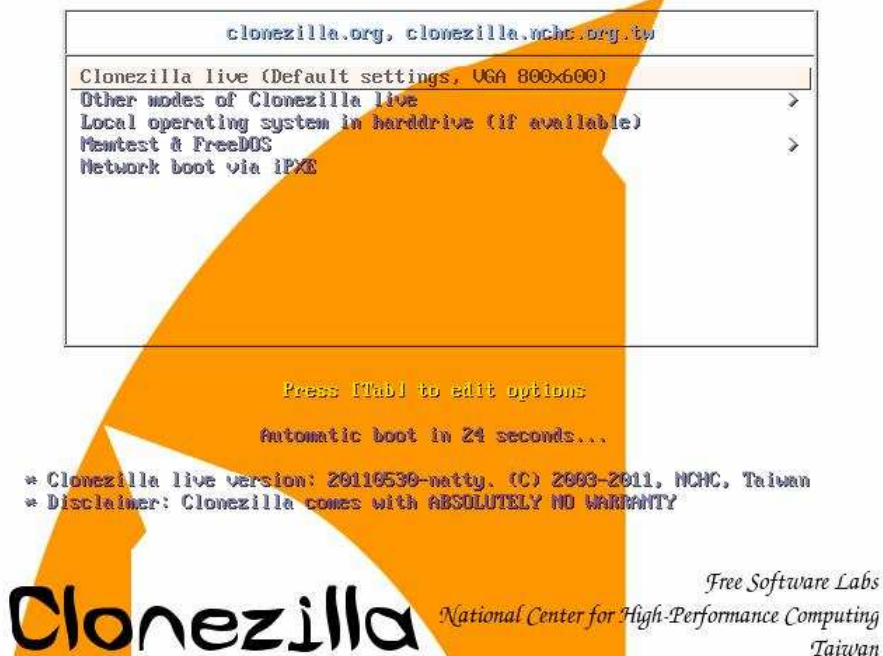 clonezilla.org, clonezilla.nchc.org.tw
Clonezilla live (Default settings, VGA 800x600)
Other modes of Clonezilla live >
Local operating system in harddrive (if available)
Memtest & FreeDOS >
Network boot via iPXE
Press [Tab] to edit options
Automatic boot in 24 seconds...
* Clonezilla live version: 20110530-natty. (C) 2003-2011, NCHC, Taiwan
* Disclaimer: Clonezilla comes with ABSOLUTELY NO WARRANTY
Free Software Labs
Clonezilla National Center for High-Performance Computing
Taiwan